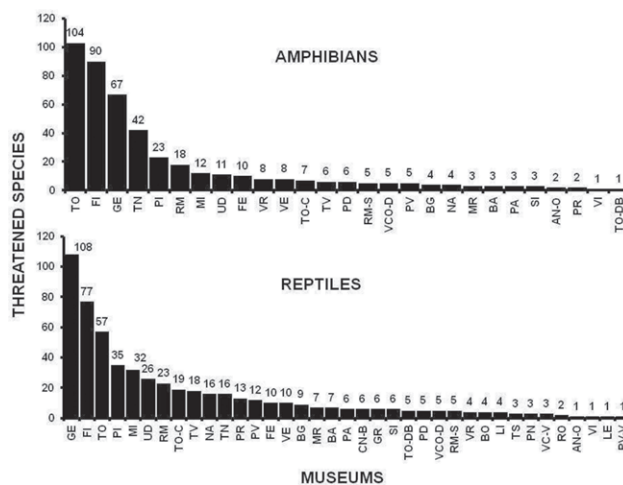 120
104
100
90
AMPHIBIANS
80
67
60
42
40
23
20
18 12 11 10 8 8 7 6 6 5 5 5 4 4 3 3 3 3 2 2 1 1
0
TO FI GE TN PI RM MI UD FE VR VE TO-C TV PD RM-S VCO-D PV BG NA MR BA PA SI AN-O PR VI TO-DB
THREATENED SPECIES
120
108
100
REPTILES
80
77
60
57
40
35 32 26 23 19 18 16 16 13 12 10 10 9 7 7 6 6 6 6 5 5 5 5 4 4 4 3 3 3 2 1 1 1 1
20
0
GE FI TO PI MI UD RM TO-C TV NA TN PR PV FE VE BG MR BA PA CN-B GR SI TO-DB PD VCO-D RM-S VR BO LI TS PN VC-V RO AN-O VI LE PV-V
MUSEUMS